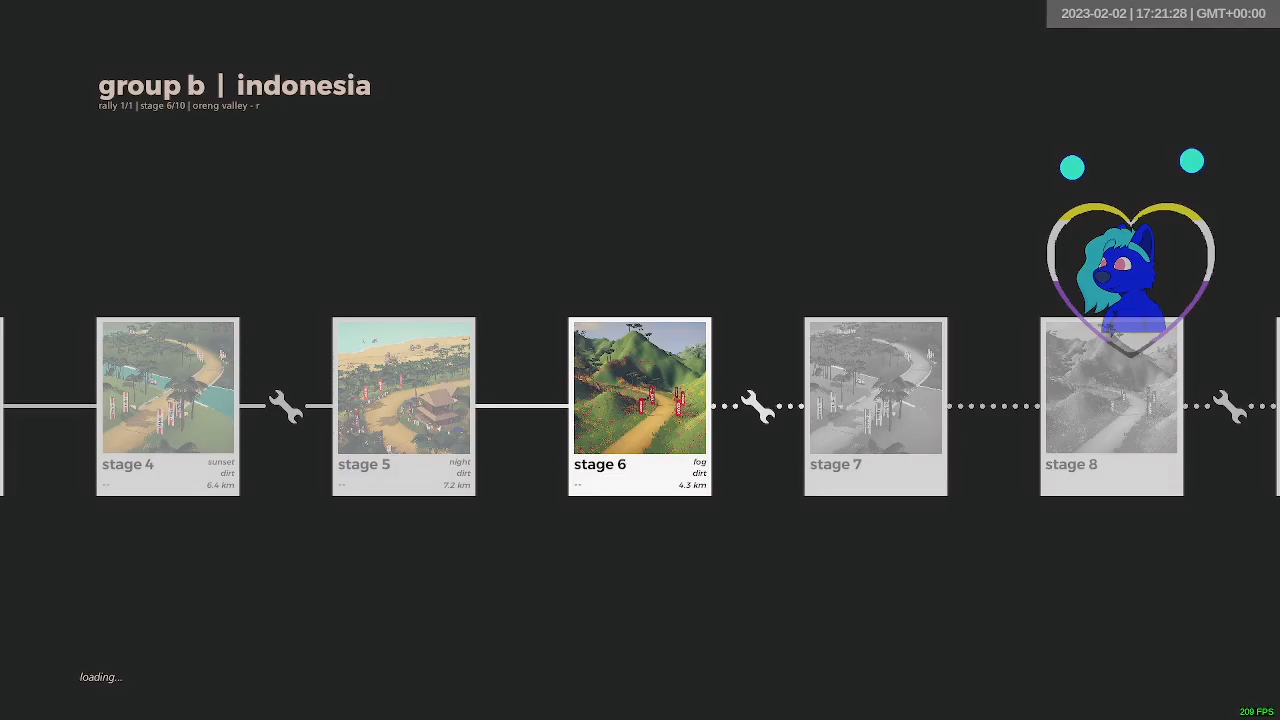 2023-02-02 | 17:21:28 | GMT+00:00
group b | indonesia
rally 1/1 | stage 6/10 | oreng valley - r
stage 4
sunset
dirt
--
6.4 km
stage 5
night
dirt
--
7.2 km
stage 6
fog
dirt
--
4.3 km
stage 7
stage 8
loading...
209 FPS